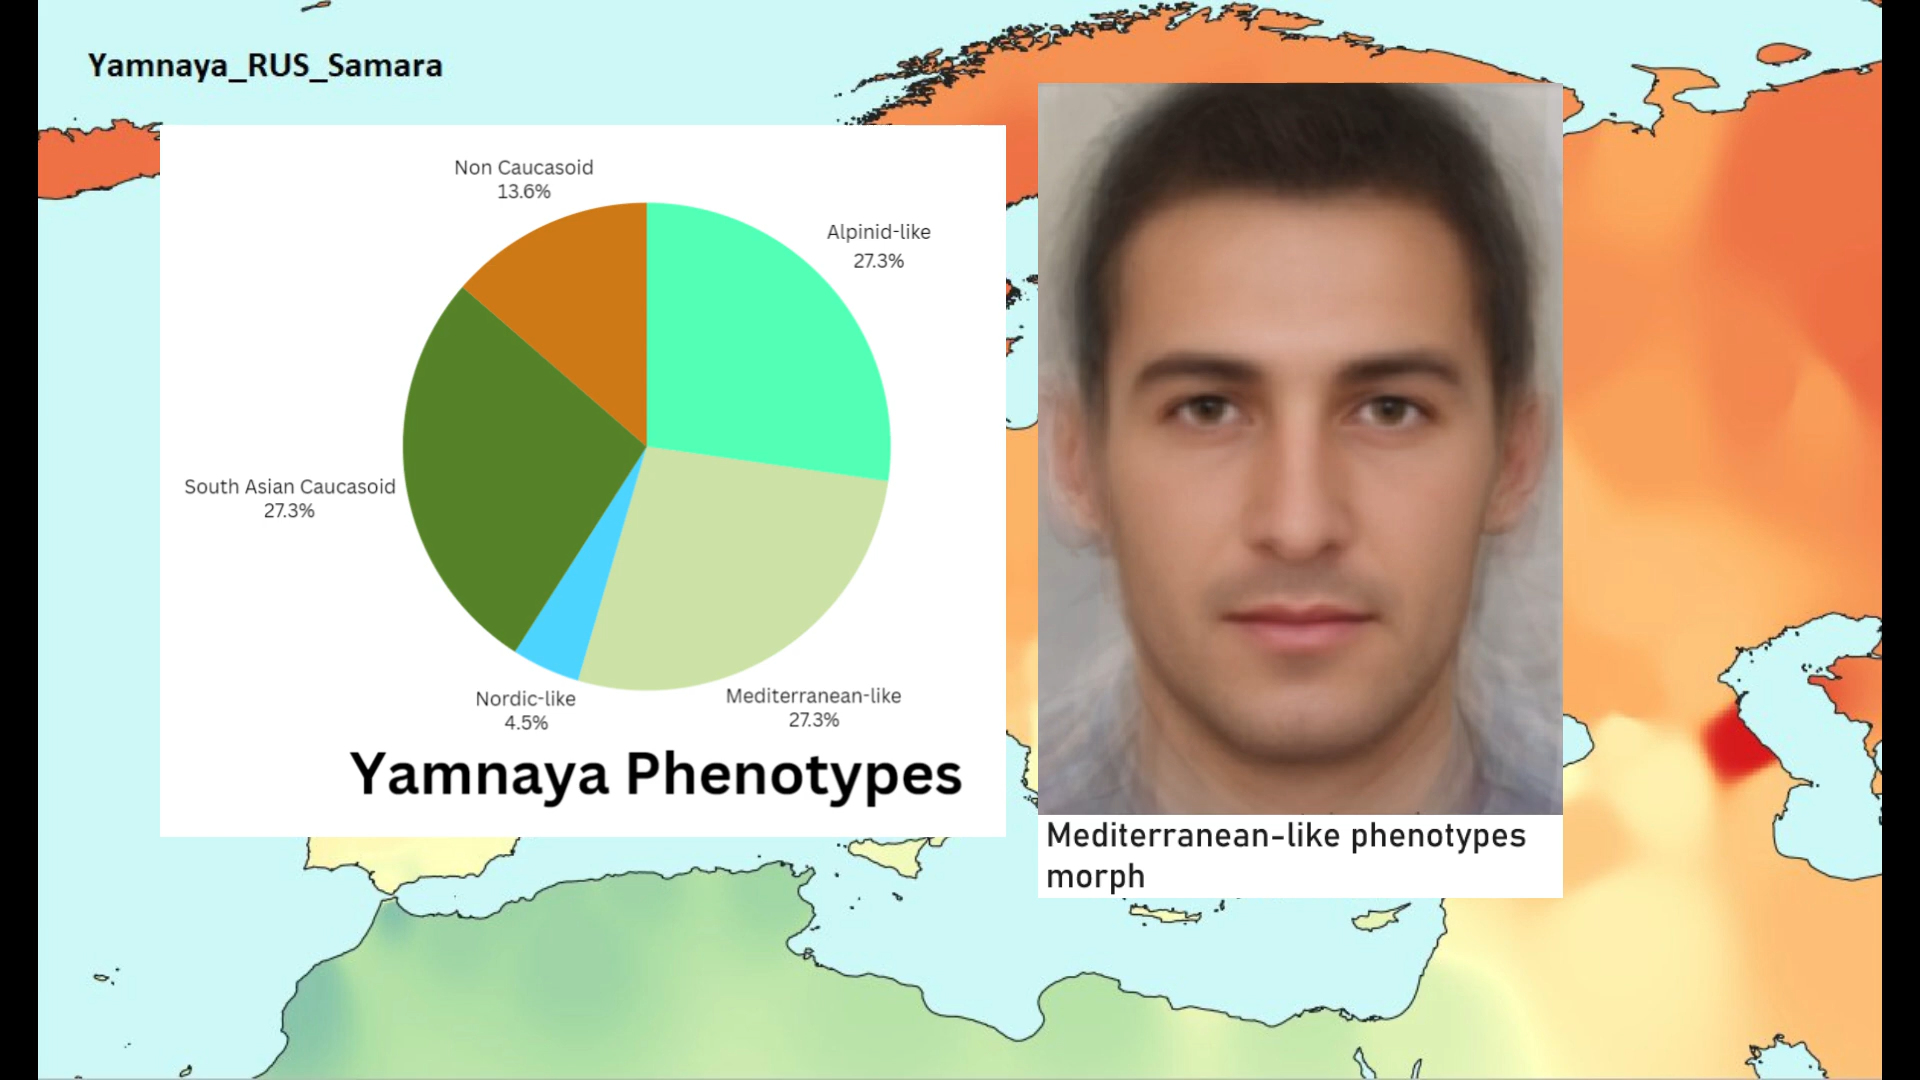 Yamnaya_RUS_Samara
Non Caucasoid
13.6%
Alpinid-like
27.3%
South Asian Caucasoid
27.3%
Nordic-like
4.5%
Mediterranean-like
27.3%
Yamnaya Phenotypes
Mediterranean-like phenotypes
morph